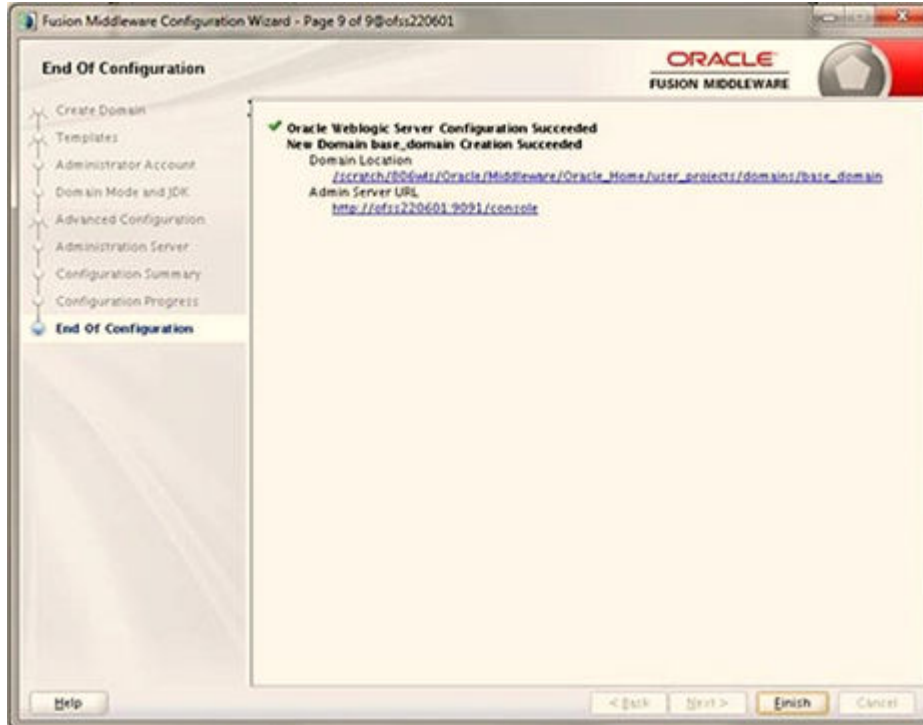 Fusion Middleware Configuration Wizard - Page 9 of 9@ofss220601
End Of Configuration
ORACLE
FUSION MIDDLEWARE
Create Domain
Templates
Administrator Account
Domain Mode and JDK
Advanced Configuration
Administration Server
Configuration Summary
Configuration Progress
End Of Configuration
Oracle Weblogic Server Configuration Succeeded
New Domain base_domain Creation Succeeded
Domain Location
/Oracle/Middleware/Oracle_Home/user_projects/domains/base_domain
Admin Server URL
http://ofss220601:9091/console
Help
< Back
Next >
Finish
Cancel